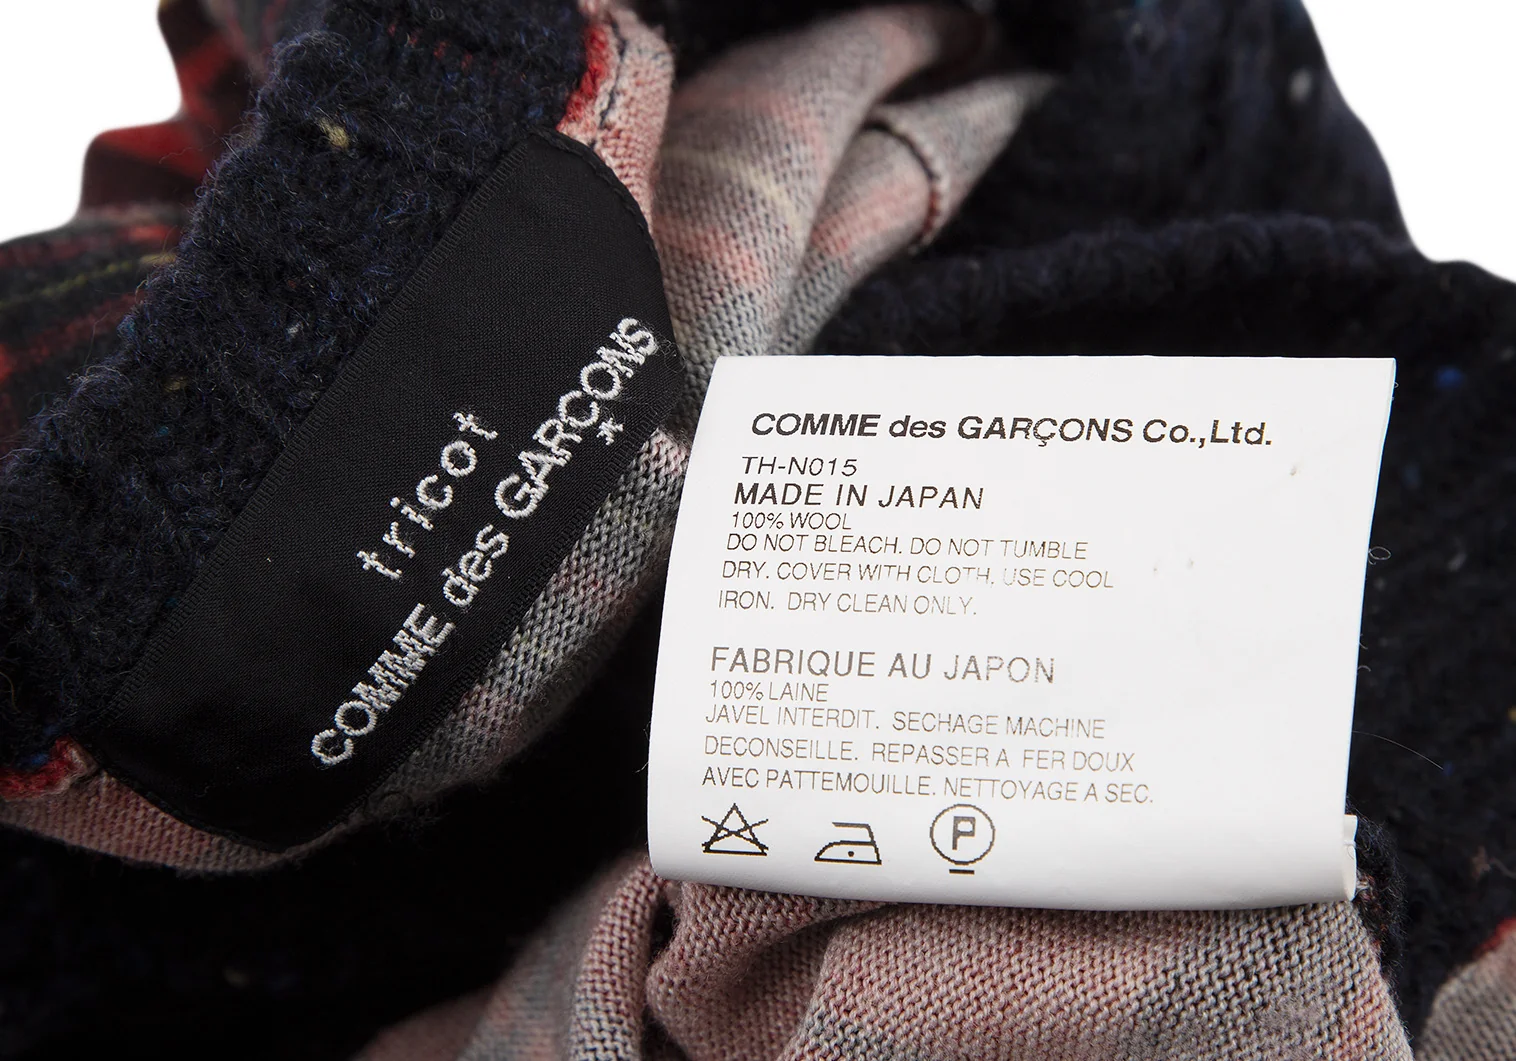 tricot
COMME des GARÇONS
COMME des GARÇONS Co.,Ltd.
TH-N015
MADE IN JAPAN
100% WOOL
DO NOT BLEACH. DO NOT TUMBLE
DRY. COVER WITH CLOTH. USE COOL
IRON. DRY CLEAN ONLY.
FABRIQUE AU JAPON
100% LAINE
JAVEL INTERDIT. SECHAGE MACHINE
DECONSEILLE. REPASSER A FER DOUX
AVEC PATTEMOUILLE. NETTOYAGE A SEC.
P